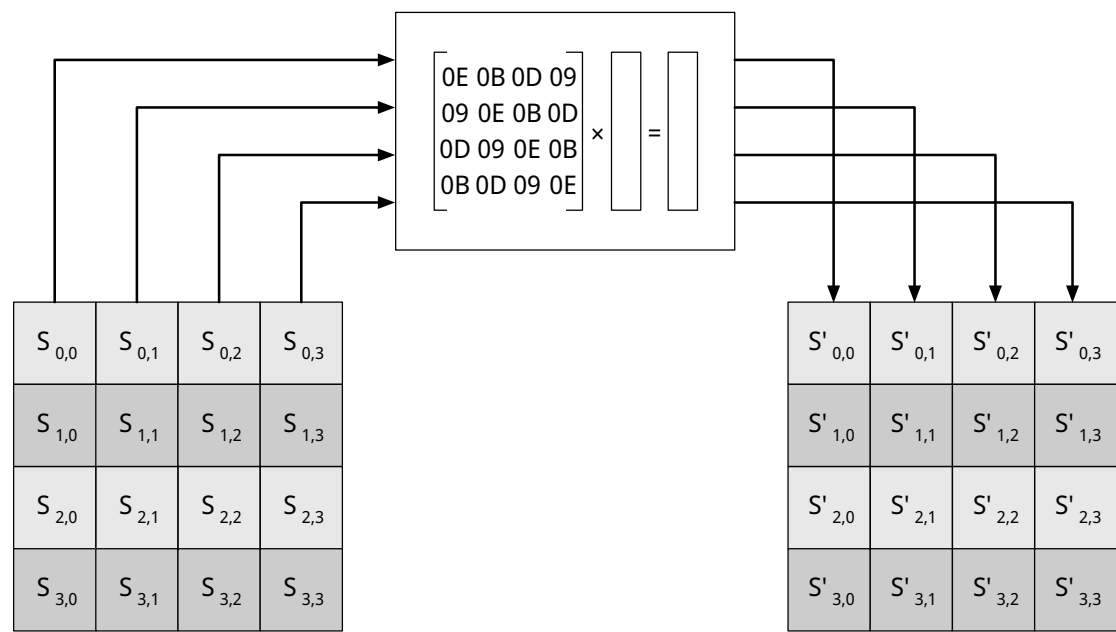 0E 0B 0D 09
09 0E 0B 0D
0D 09 0E 0B
0B 0D 09 0E
× =
S 0,0 S 0,1 S 0,2 S 0,3
S 1,0 S 1,1 S 1,2 S 1,3
S 2,0 S 2,1 S 2,2 S 2,3
S 3,0 S 3,1 S 3,2 S 3,3
S' 0,0 S' 0,1 S' 0,2 S' 0,3
S' 1,0 S' 1,1 S' 1,2 S' 1,3
S' 2,0 S' 2,1 S' 2,2 S' 2,3
S' 3,0 S' 3,1 S' 3,2 S' 3,3